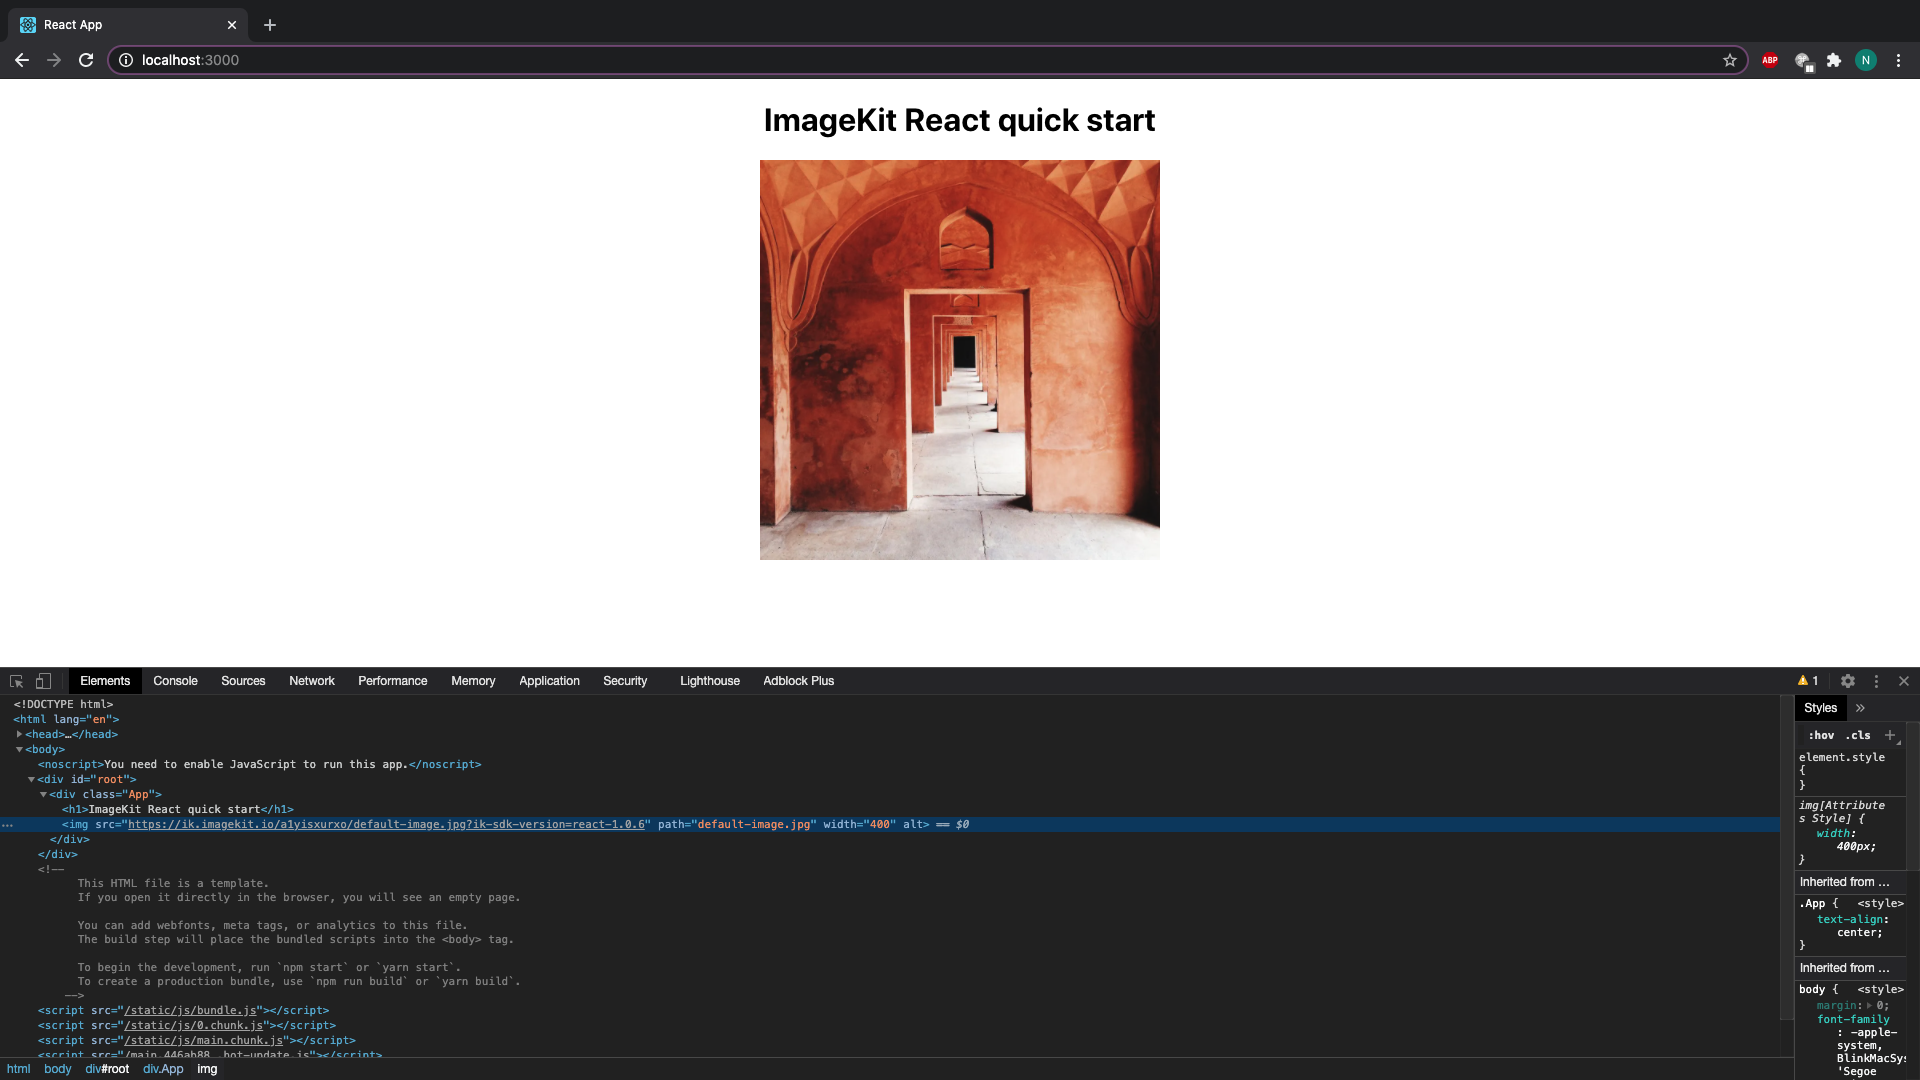 React App
localhost:3000
ABP
N
ImageKit React quick start
Elements Console Sources Network Performance Memory Application Security Lighthouse Adblock Plus 1
<!DOCTYPE html>
<html lang="en">
<head>…</head>
<body>
<noscript>You need to enable JavaScript to run this app.</noscript>
<div id="root">
<div class="App">
<h1>ImageKit React quick start</h1>
<img src="https://ik.imagekit.io/a1yisxurxo/default-image.jpg?ik-sdk-version=react-1.0.6" path="default-image.jpg" width="400" alt> == $0
</div>
</div>
<!--
This HTML file is a template.
If you open it directly in the browser, you will see an empty page.
You can add webfonts, meta tags, or analytics to this file.
The build step will place the bundled scripts into the <body> tag.
To begin the development, run `npm start` or `yarn start`.
To create a production bundle, use `npm run build` or `yarn build`.
-->
<script src="/static/js/bundle.js"></script>
<script src="/static/js/0.chunk.js"></script>
<script src="/static/js/main.chunk.js"></script>
<script src="/main.446ab88….hot-update.js"></script>
html body div#root div.App img
Styles
:hov .cls +
element.style
{
}
img[Attribute
s Style] {
width:
400px;
}
Inherited from …
.App { <style>
text-align:
center;
}
Inherited from …
body { <style>
margin: 0;
font-family
: -apple-
system,
BlinkMacSys
'Segoe